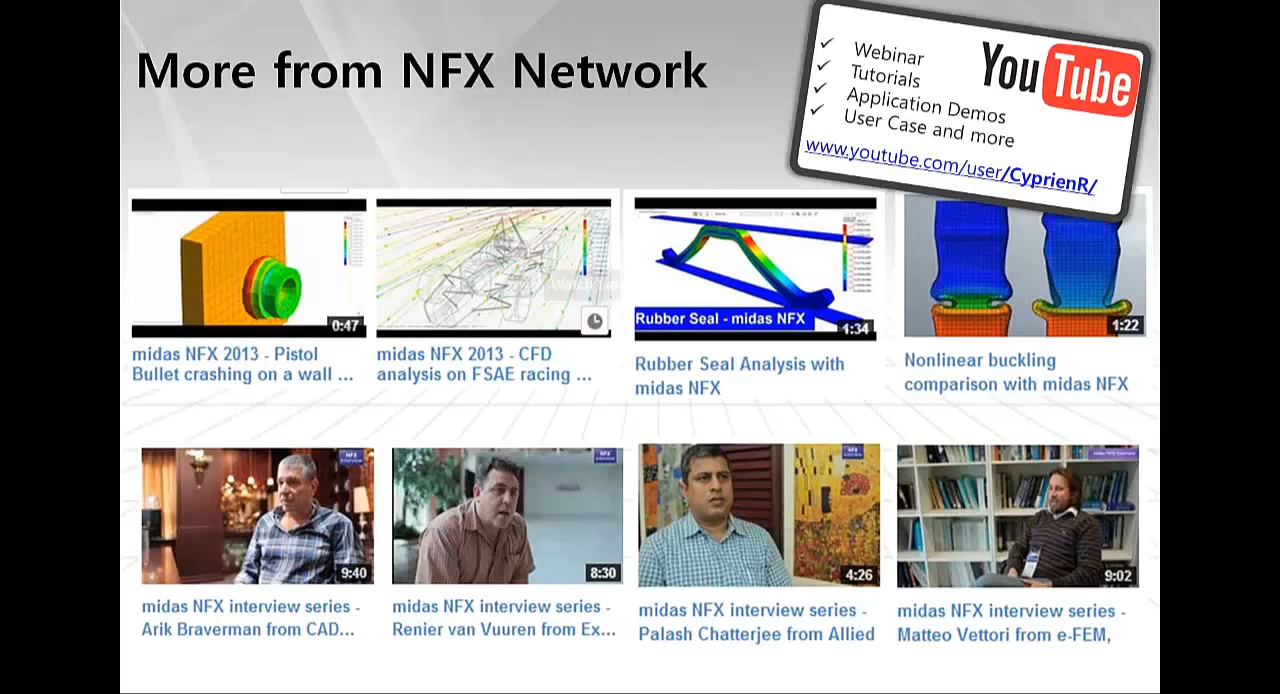 More from NFX Network
✓ Webinar
✓ Tutorials
✓ Application Demos
✓ User Case and more
YouTube
www.youtube.com/user/CyprienR/
0:47
Rubber Seal - midas NFX
1:34
1:22
midas NFX 2013 - Pistol
Bullet crashing on a wall ...
midas NFX 2013 - CFD
analysis on FSAE racing ...
Rubber Seal Analysis with
midas NFX
Nonlinear buckling
comparison with midas NFX
NFX
Interview
9:40
NFX
Interview
8:30
NFX
4:26
9:02
midas NFX interview series -
Arik Braverman from CAD...
midas NFX interview series -
Renier van Vuuren from Ex...
midas NFX interview series -
Palash Chatterjee from Allied
midas NFX interview series -
Matteo Vettori from e-FEM,